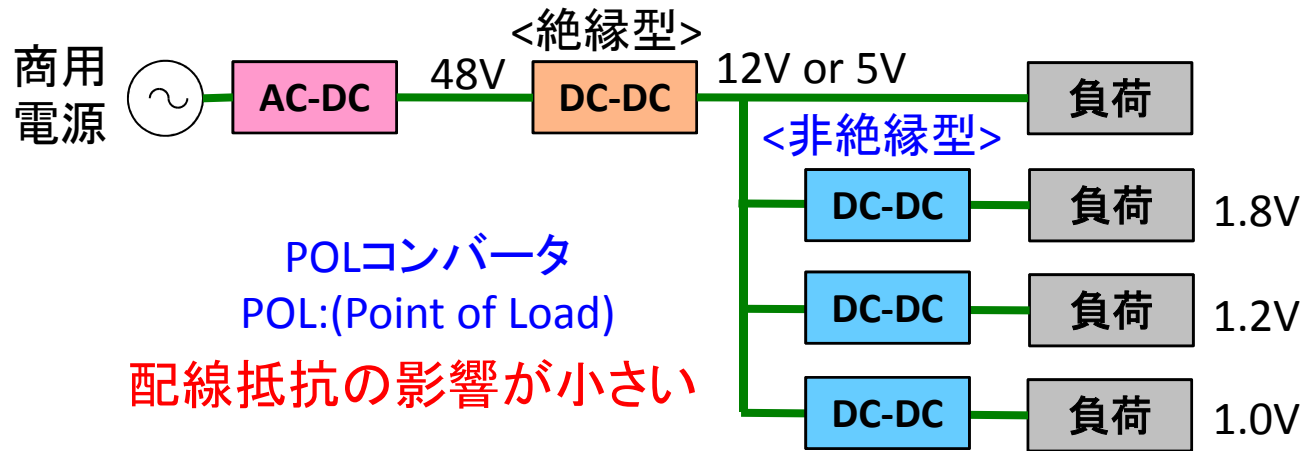 <絶縁型>
商用
電源
AC-DC
48V
DC-DC
12V or 5V
負荷
<非絶縁型>
DC-DC
負荷
1.8V
POLコンバータ
POL:(Point of Load)
配線抵抗の影響が小さい
DC-DC
負荷
1.2V
DC-DC
負荷
1.0V